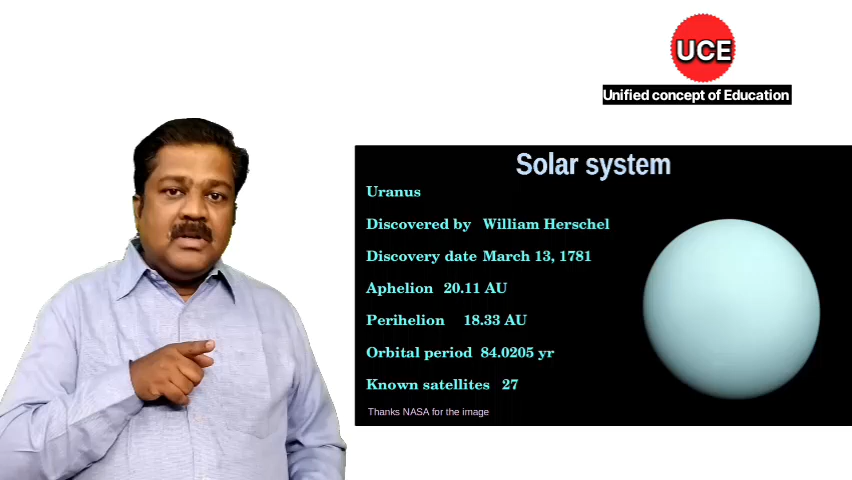 UCE
Unified concept of Education
Solar system
Uranus
Discovered by William Herschel
Discovery date March 13, 1781
Aphelion 20.11 AU
Perihelion 18.33 AU
Orbital period 84.0205 yr
Known satellites 27
Thanks NASA for the image